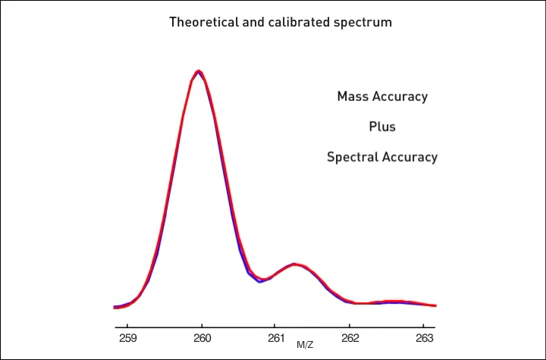 Theoretical and calibrated spectrum
Mass Accuracy
Plus
Spectral Accuracy
259 260 261 262 263
M/Z